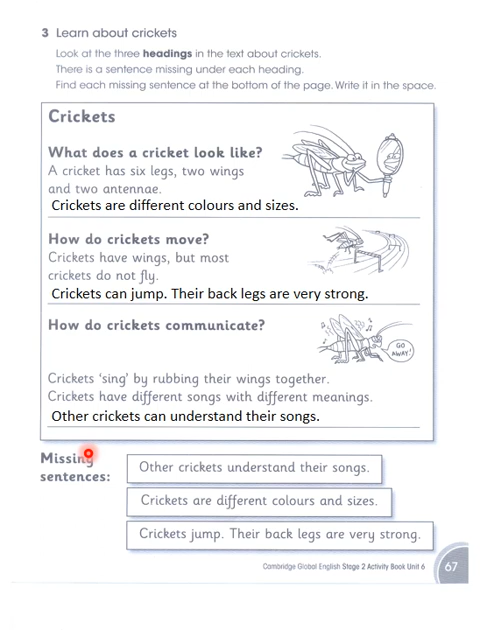 3 Learn about crickets
Look at the three headings in the text about crickets.
There is a sentence missing under each heading.
Find each missing sentence at the bottom of the page. Write it in the space.
Crickets
What does a cricket look like?
A cricket has six legs, two wings
and two antennae.
Crickets are different colours and sizes.
How do crickets move?
Crickets have wings, but most
crickets do not fly.
Crickets can jump. Their back legs are very strong.
How do crickets communicate?
GO
AWAY!
Crickets 'sing' by rubbing their wings together.
Crickets have different songs with different meanings.
Other crickets can understand their songs.
Missing
sentences:
Other crickets understand their songs.
Crickets are different colours and sizes.
Crickets jump. Their back legs are very strong.
Cambridge Global English Stage 2 Activity Book Unit 6
67